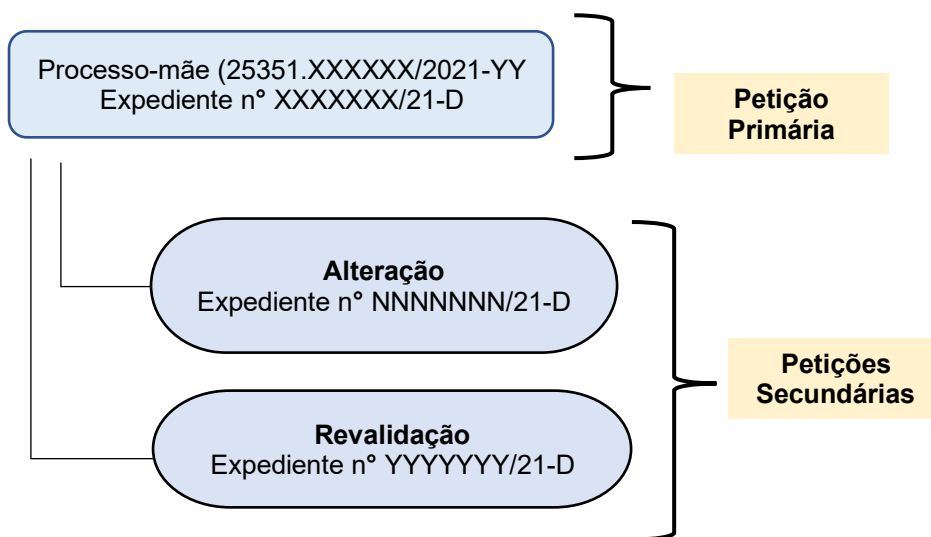 Processo-mãe (25351.XXXXXX/2021-YY
Expediente n° XXXXXXX/21-D
Petição
Primária
Alteração
Expediente n° NNNNNNN/21-D
Revalidação
Expediente n° YYYYYYY/21-D
Petições
Secundárias